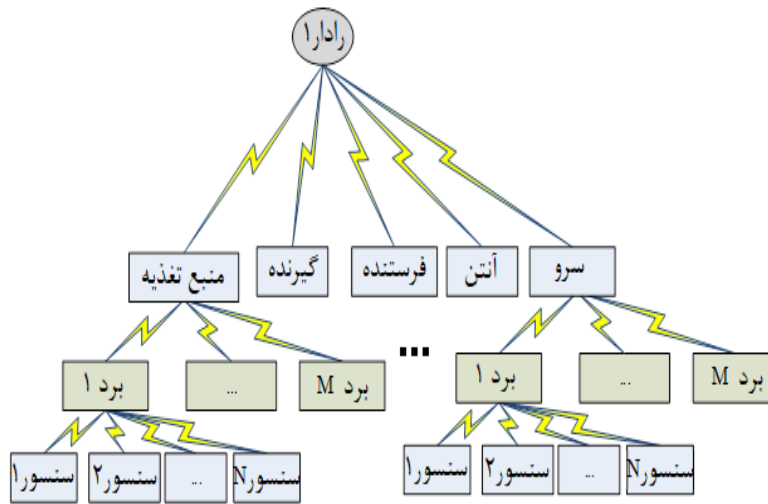 رادار۱
سرو
آنتن
فرستنده
گیرنده
منبع تغذیه
...
برد M
...
برد ۱
برد M
...
برد ۱
سنسورN
...
سنسور۲
سنسور۱
سنسورN
...
سنسور۲
سنسور۱